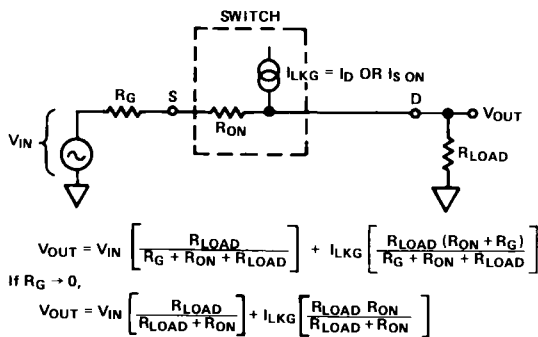 SWITCH
I_LKG = I_D OR I_S ON
R_G
S
R_ON
D
V_OUT
V_IN
R_LOAD
V_OUT = V_IN [ R_LOAD / R_G + R_ON + R_LOAD ] + I_LKG [ R_LOAD (R_ON + R_G) / R_G + R_ON + R_LOAD ]
If R_G → 0,
V_OUT = V_IN [ R_LOAD / R_LOAD + R_ON ] + I_LKG [ R_LOAD R_ON / R_LOAD + R_ON ]